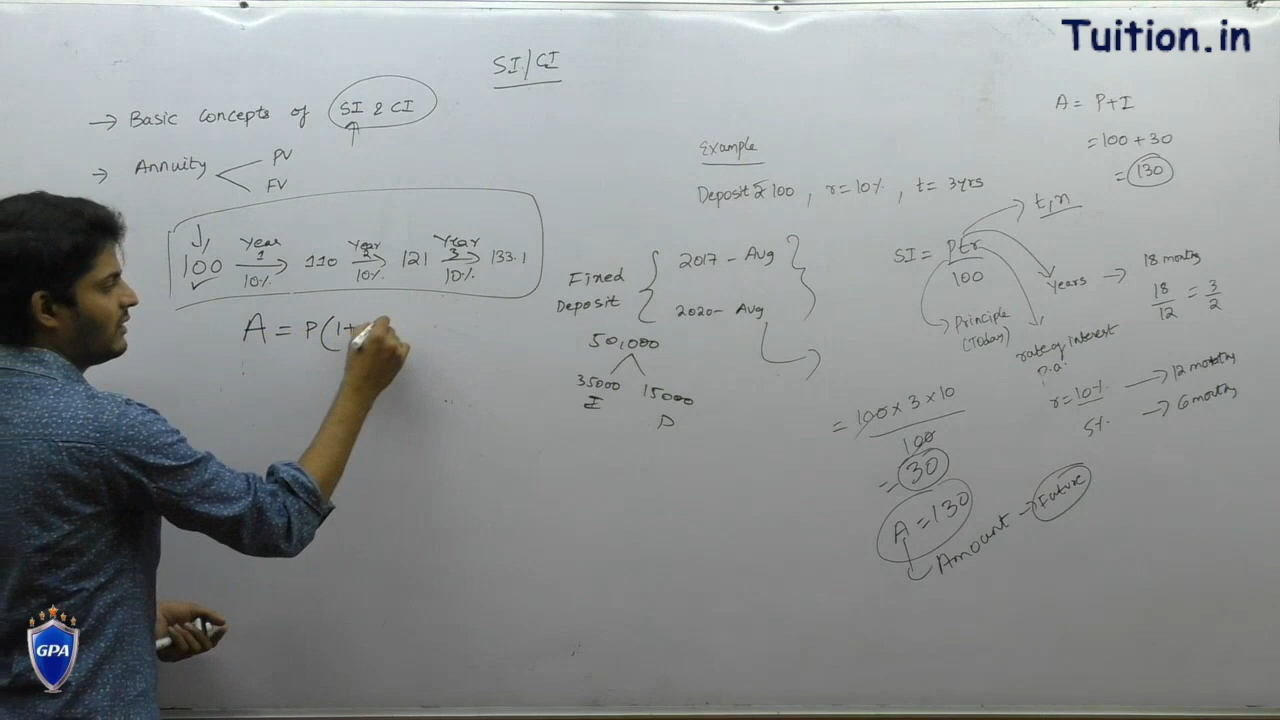 Tuition.in
SI/CI
→ Basic concepts of SI & CI
→ Annuity
PV
FV
Year 1 Year 2 Year 3
100 → 110 → 121 → 133.1
10% 10% 10%
A = P(1+
Example
Deposit ₹ 100, r=10%, t= 3yrs
Fixed Deposit
2017 - Aug
2020 - Aug
50,000
35000 15000
I D
A = P+I
=100+30
= 130
SI = Ptr
100
t, n
years → 18 months
18/12 = 3/2
Principle
(Today)
rate of interest
p.a.
r=10% → 12 months
5% → 6 months
= 100 x 3 x 10
100
= 30
A = 130
Amount → Future
GPA